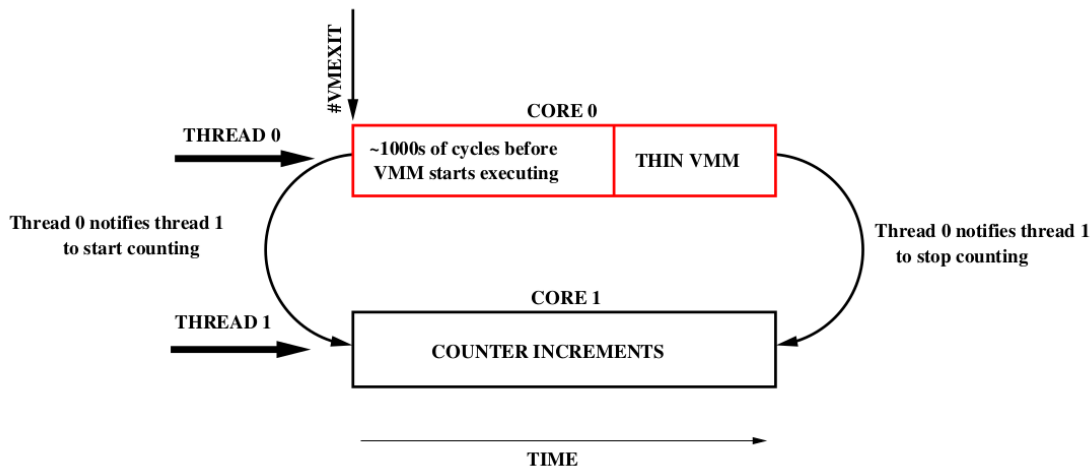 #VMEXIT
CORE 0
THREAD 0
~1000s of cycles before
VMM starts executing
THIN VMM
Thread 0 notifies thread 1
to start counting
Thread 0 notifies thread 1
to stop counting
CORE 1
THREAD 1
COUNTER INCREMENTS
TIME